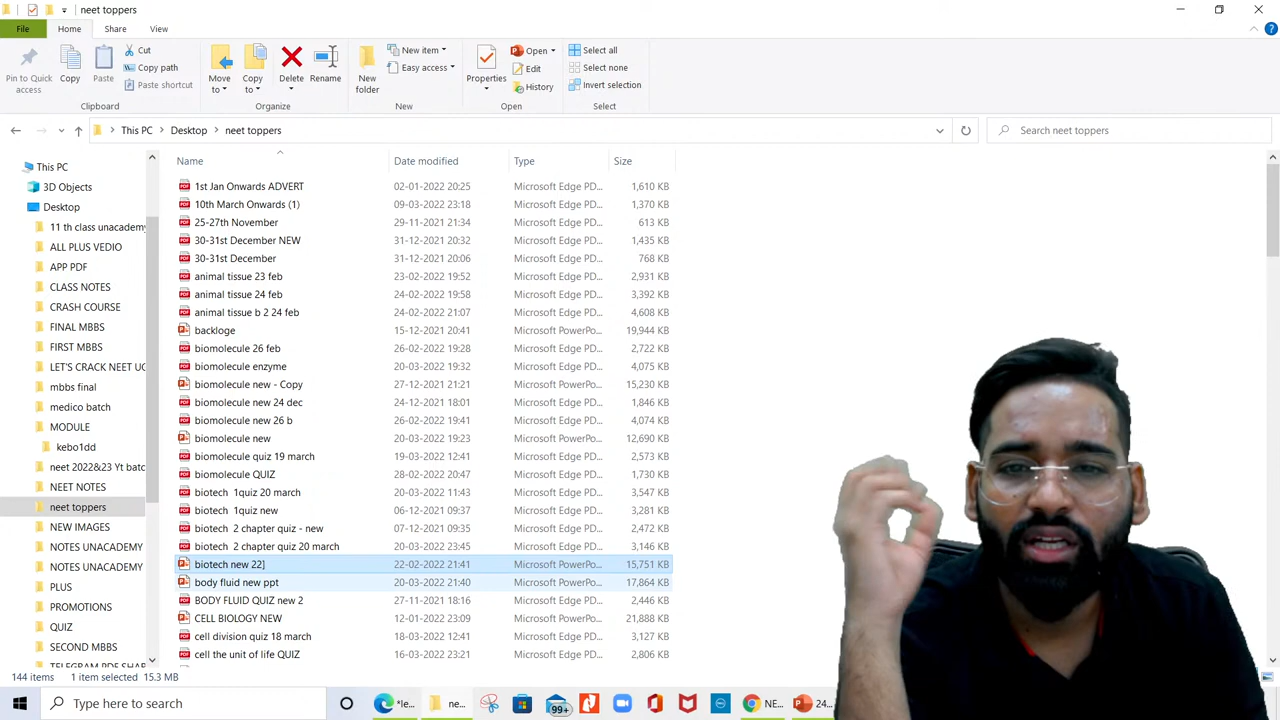 neet toppers
File Home Share View
Pin to Quick access
Copy
Paste
Cut
Copy path
Paste shortcut
Clipboard
Move to
Copy to
Delete
Rename
Organize
New folder
New item
Easy access
New
Properties
Open
Edit
History
Open
Select all
Select none
Invert selection
Select
This PC Desktop neet toppers
Search neet toppers
This PC
3D Objects
Desktop
11 th class unacademy
ALL PLUS VEDIO
APP PDF
CLASS NOTES
CRASH COURSE
FINAL MBBS
FIRST MBBS
LET'S CRACK NEET UG
mbbs final
medico batch
MODULE
kebo1dd
neet 2022&23 Yt batc
NEET NOTES
neet toppers
NEW IMAGES
NOTES UNACADEMY
NOTES UNACADEMY
PLUS
PROMOTIONS
QUIZ
SECOND MBBS
TELEGRAM PDF SHAR
Name Date modified Type Size
1st Jan Onwards ADVERT 02-01-2022 20:25 Microsoft Edge PD... 1,610 KB
10th March Onwards (1) 09-03-2022 23:18 Microsoft Edge PD... 1,370 KB
25-27th November 29-11-2021 21:34 Microsoft Edge PD... 613 KB
30-31st December NEW 31-12-2021 20:32 Microsoft Edge PD... 1,435 KB
30-31st December 31-12-2021 20:06 Microsoft Edge PD... 768 KB
animal tissue 23 feb 23-02-2022 19:52 Microsoft Edge PD... 2,931 KB
animal tissue 24 feb 24-02-2022 19:58 Microsoft Edge PD... 3,392 KB
animal tissue b 2 24 feb 24-02-2022 21:07 Microsoft Edge PD... 4,608 KB
backloge 15-12-2021 20:41 Microsoft PowerPo... 19,944 KB
biomolecule 26 feb 26-02-2022 19:28 Microsoft Edge PD... 2,722 KB
biomolecule enzyme 20-03-2022 19:32 Microsoft Edge PD... 4,075 KB
biomolecule new - Copy 27-12-2021 21:21 Microsoft PowerPo... 15,230 KB
biomolecule new 24 dec 24-12-2021 18:01 Microsoft Edge PD... 1,846 KB
biomolecule new 26 b 26-02-2022 19:41 Microsoft Edge PD... 4,074 KB
biomolecule new 20-03-2022 19:23 Microsoft PowerPo... 12,690 KB
biomolecule quiz 19 march 19-03-2022 12:41 Microsoft Edge PD... 2,573 KB
biomolecule QUIZ 28-02-2022 20:47 Microsoft Edge PD... 1,730 KB
biotech 1quiz 20 march 20-03-2022 11:43 Microsoft Edge PD... 3,547 KB
biotech 1quiz new 06-12-2021 09:37 Microsoft Edge PD... 3,281 KB
biotech 2 chapter quiz - new 07-12-2021 09:35 Microsoft Edge PD... 2,472 KB
biotech 2 chapter quiz 20 march 20-03-2022 23:45 Microsoft Edge PD... 3,146 KB
biotech new 22] 22-02-2022 21:41 Microsoft PowerPo... 15,751 KB
body fluid new ppt 20-03-2022 21:40 Microsoft PowerPo... 17,864 KB
BODY FLUID QUIZ new 2 27-11-2021 18:16 Microsoft Edge PD... 2,446 KB
CELL BIOLOGY NEW 12-01-2022 23:09 Microsoft PowerPo... 21,888 KB
cell division quiz 18 march 18-03-2022 12:41 Microsoft Edge PD... 3,127 KB
cell the unit of life QUIZ 16-03-2022 23:21 Microsoft Edge PD... 2,806 KB
144 items 1 item selected 15.3 MB
Type here to search
*le...
ne...
99+
NE...
24...